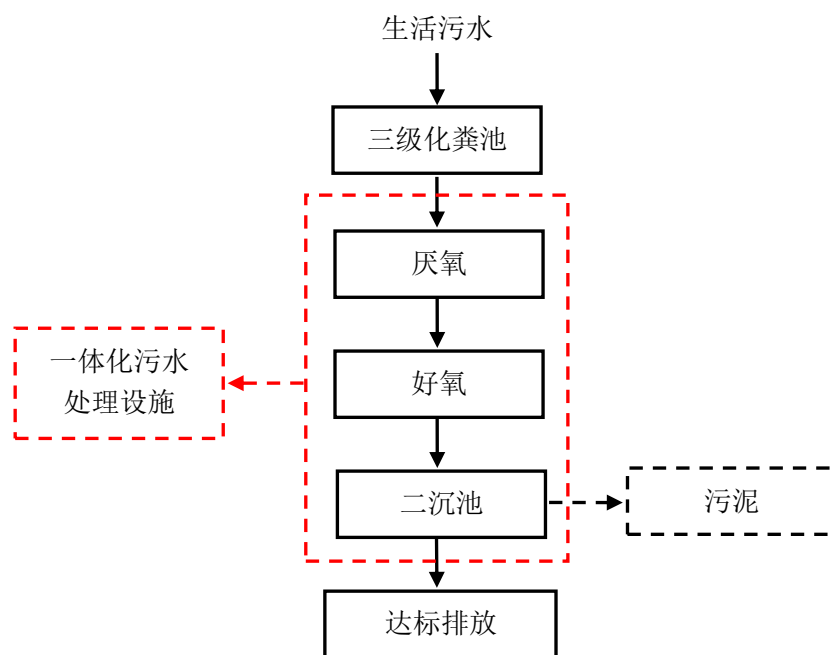 生活污水
三级化粪池
厌氧
一体化污水
处理设施
好氧
二沉池
污泥
达标排放